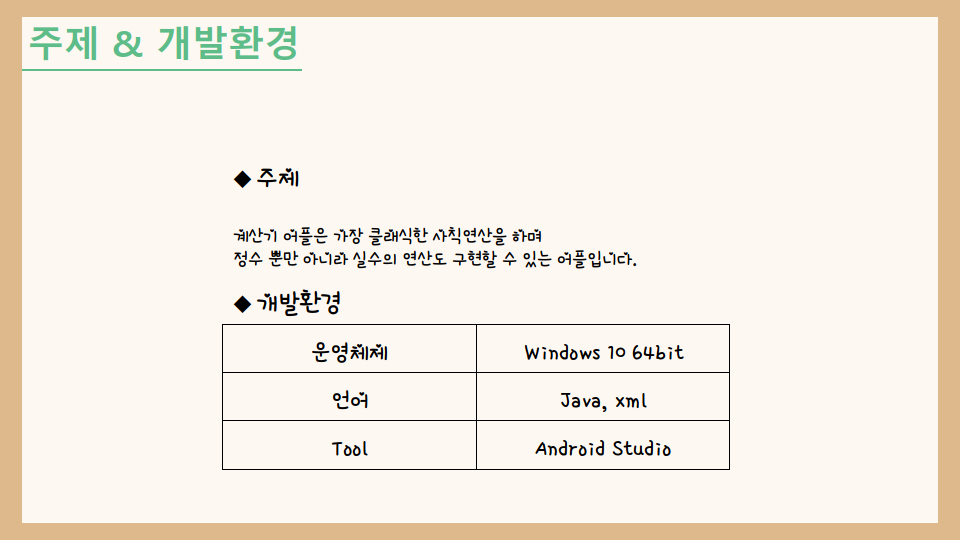 주제 & 개발환경
◆ 주제
계산기 어플은 가장 클래식한 사칙연산을 하며
정수 뿐만 아니라 실수의 연산도 구현할 수 있는 어플입니다.
◆ 개발환경
운영체제 Windows 10 64bit
언어 Java, xml
Tool Android Studio